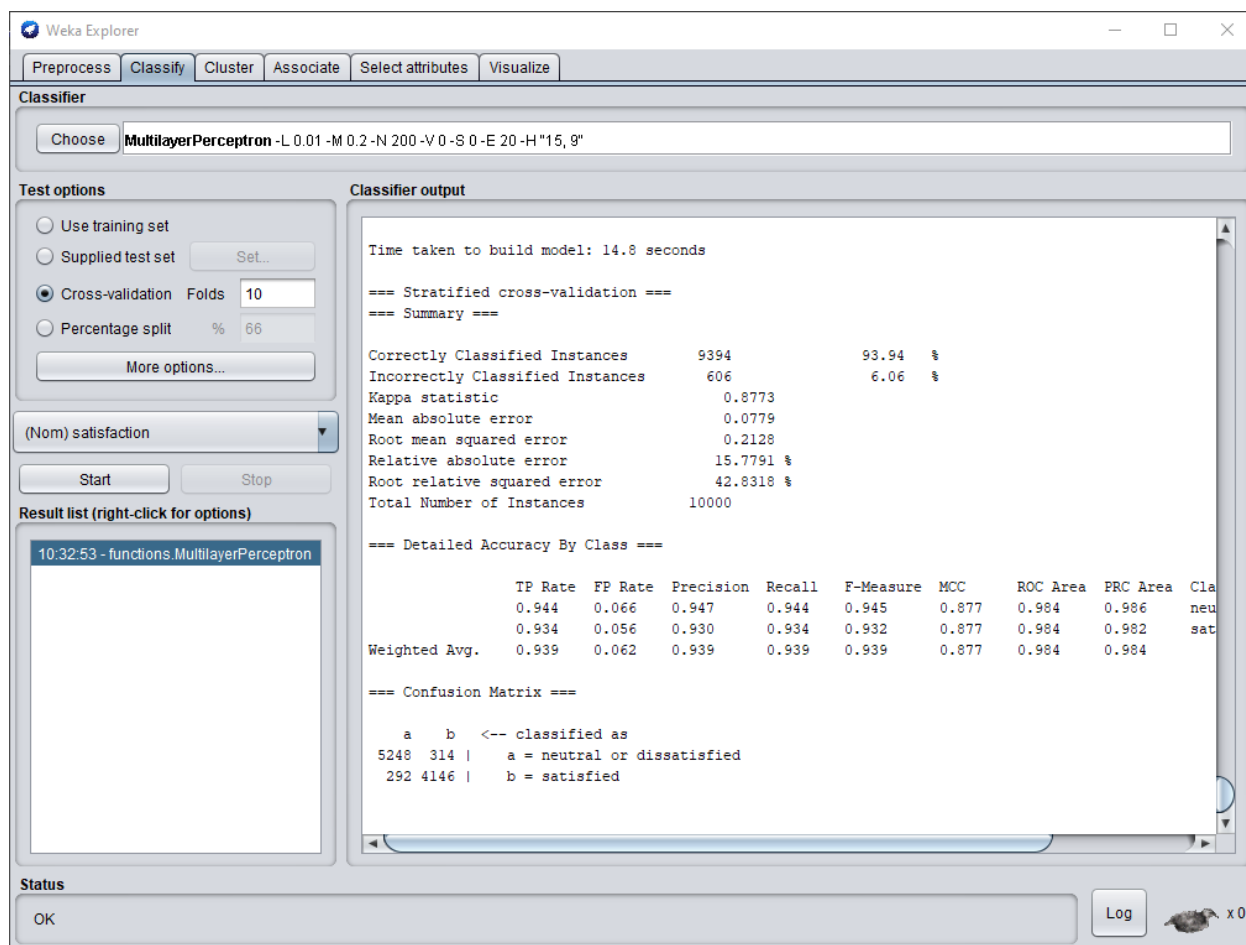 Weka Explorer
Preprocess Classify Cluster Associate Select attributes Visualize
Classifier
Choose MultilayerPerceptron -L 0.01 -M 0.2 -N 200 -V 0 -S 0 -E 20 -H "15, 9"
Test options
Use training set
Supplied test set Set...
Cross-validation Folds 10
Percentage split % 66
More options...
(Nom) satisfaction
Start Stop
Result list (right-click for options)
10:32:53 - functions.MultilayerPerceptron
Classifier output
Time taken to build model: 14.8 seconds
=== Stratified cross-validation ===
=== Summary ===
Correctly Classified Instances 9394 93.94 %
Incorrectly Classified Instances 606 6.06 %
Kappa statistic 0.8773
Mean absolute error 0.0779
Root mean squared error 0.2128
Relative absolute error 15.7791 %
Root relative squared error 42.8318 %
Total Number of Instances 10000
=== Detailed Accuracy By Class ===
TP Rate FP Rate Precision Recall F-Measure MCC ROC Area PRC Area Cla
0.944 0.066 0.947 0.944 0.945 0.877 0.984 0.986 neu
0.934 0.056 0.930 0.934 0.932 0.877 0.984 0.982 sat
Weighted Avg. 0.939 0.062 0.939 0.939 0.939 0.877 0.984 0.984
=== Confusion Matrix ===
a b <-- classified as
5248 314 | a = neutral or dissatisfied
292 4146 | b = satisfied
Status
OK
Log x 0